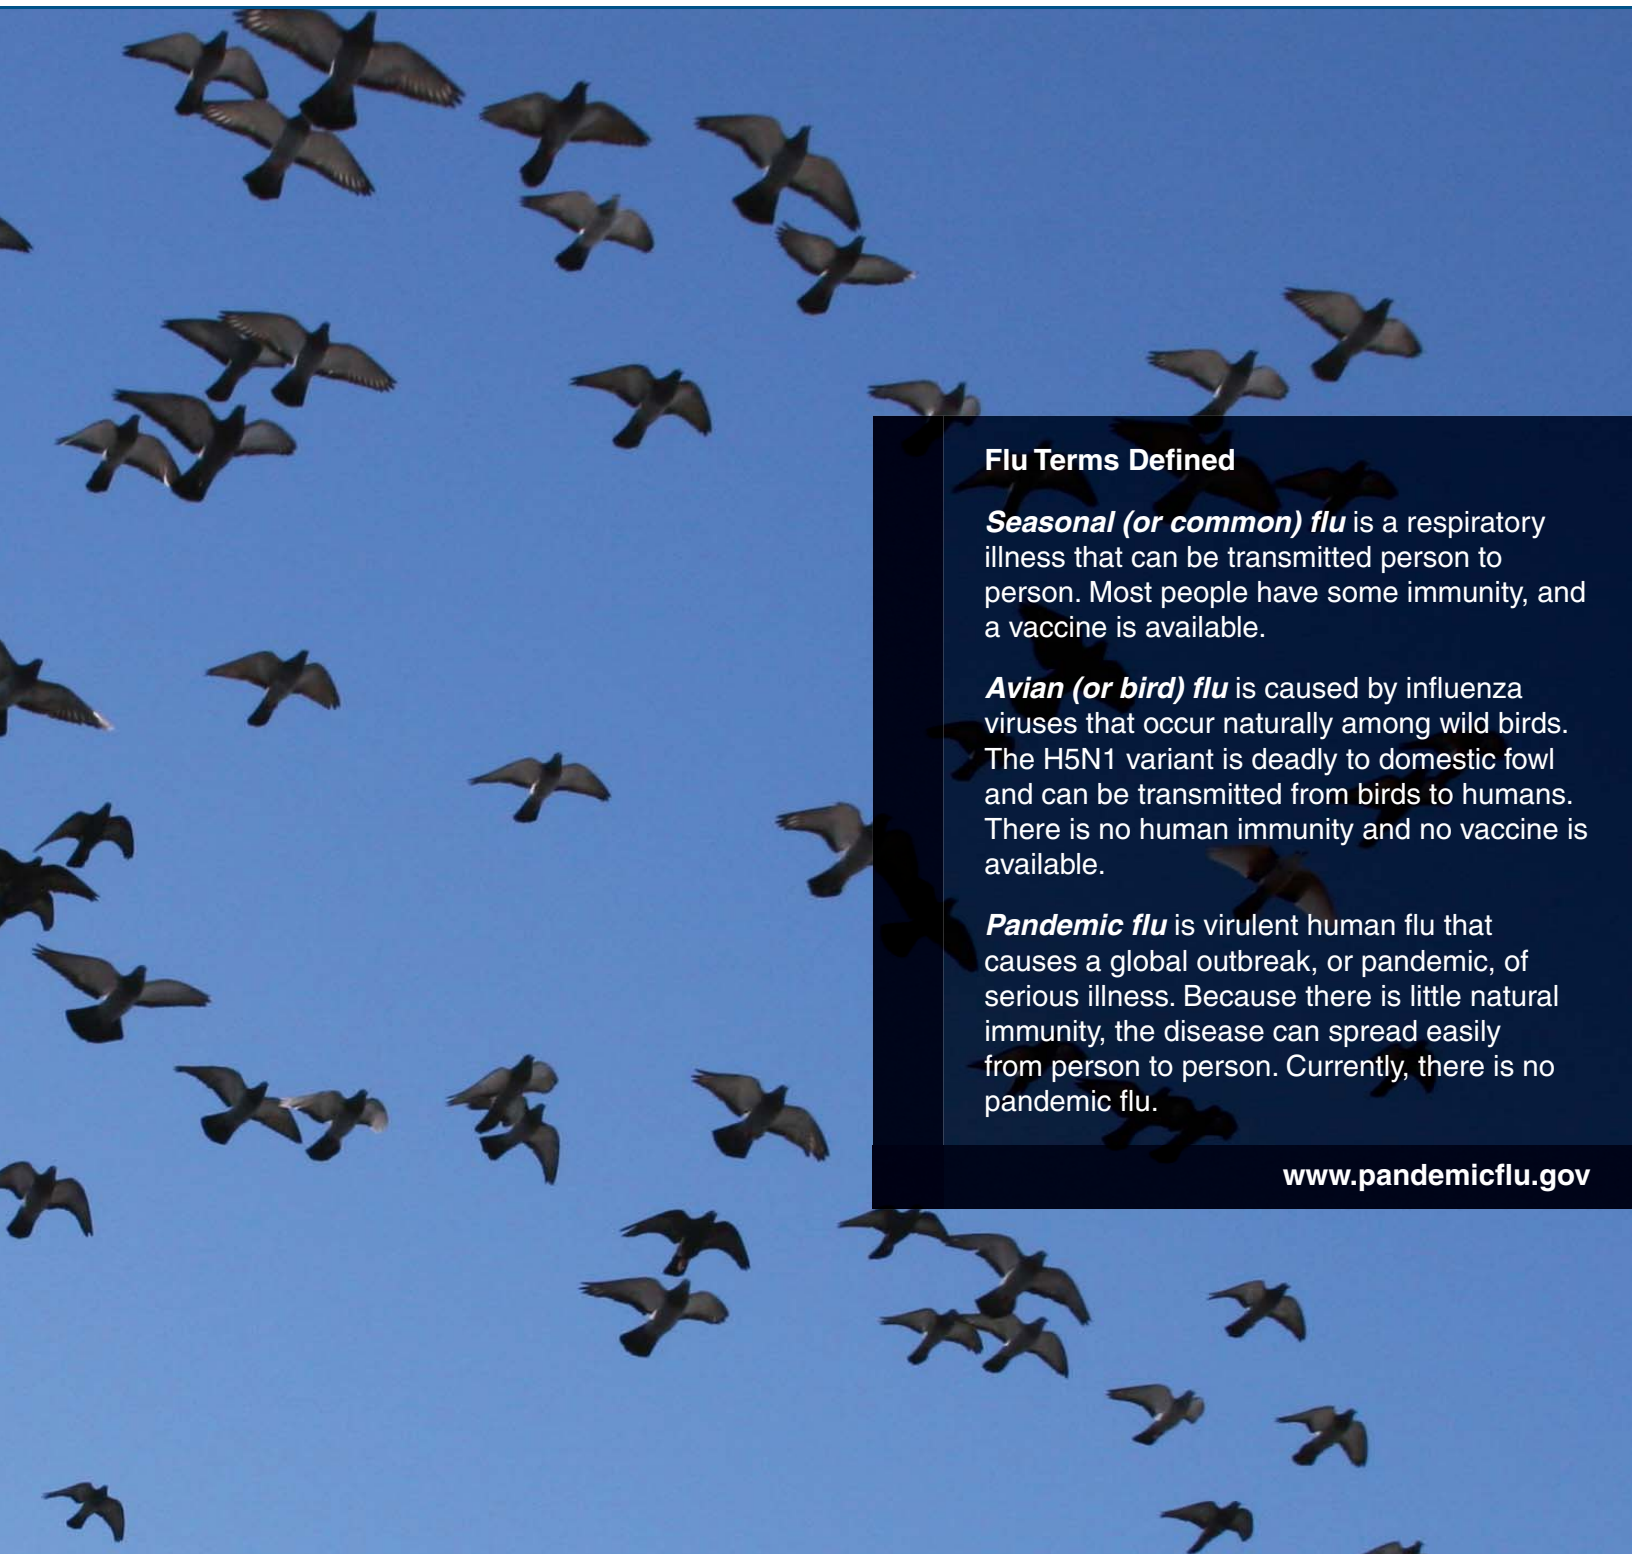 Flu Terms Defined
Seasonal (or common) flu is a respiratory
illness that can be transmitted person to
person. Most people have some immunity, and
a vaccine is available.
Avian (or bird) flu is caused by influenza
viruses that occur naturally among wild birds.
The H5N1 variant is deadly to domestic fowl
and can be transmitted from birds to humans.
There is no human immunity and no vaccine is
available.
Pandemic flu is virulent human flu that
causes a global outbreak, or pandemic, of
serious illness. Because there is little natural
immunity, the disease can spread easily
from person to person. Currently, there is no
pandemic flu.
www.pandemicflu.gov